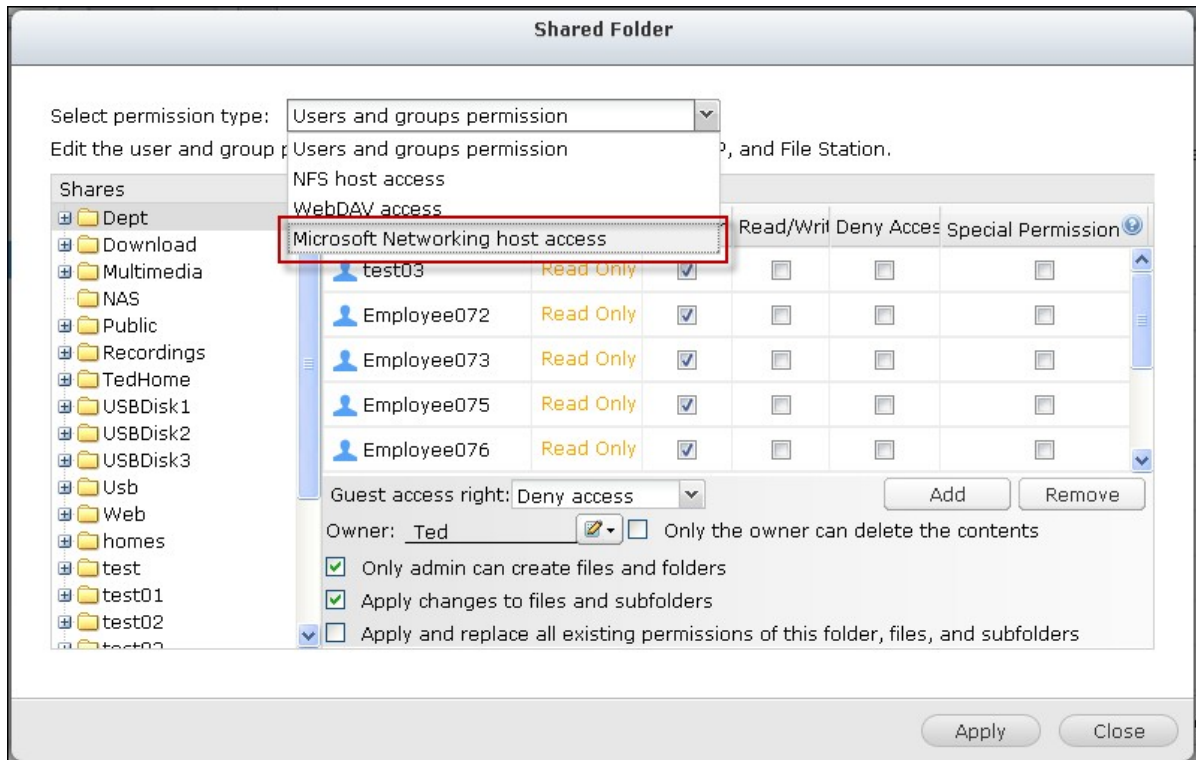 Shared Folder
Select permission type: Users and groups permission
Edit the user and group P, and File Station.
Users and groups permission
NFS host access
WebDAV access
Microsoft Networking host access
Shares
Dept
Download
Multimedia
NAS
Public
Recordings
TedHome
USBDisk1
USBDisk2
USBDisk3
Usb
Web
homes
test
test01
test02
Read/Writ Deny Acces Special Permission
test03 Read Only
Employee072 Read Only
Employee073 Read Only
Employee075 Read Only
Employee076 Read Only
Guest access right: Deny access Add Remove
Owner: Ted Only the owner can delete the contents
Only admin can create files and folders
Apply changes to files and subfolders
Apply and replace all existing permissions of this folder, files, and subfolders
Apply Close